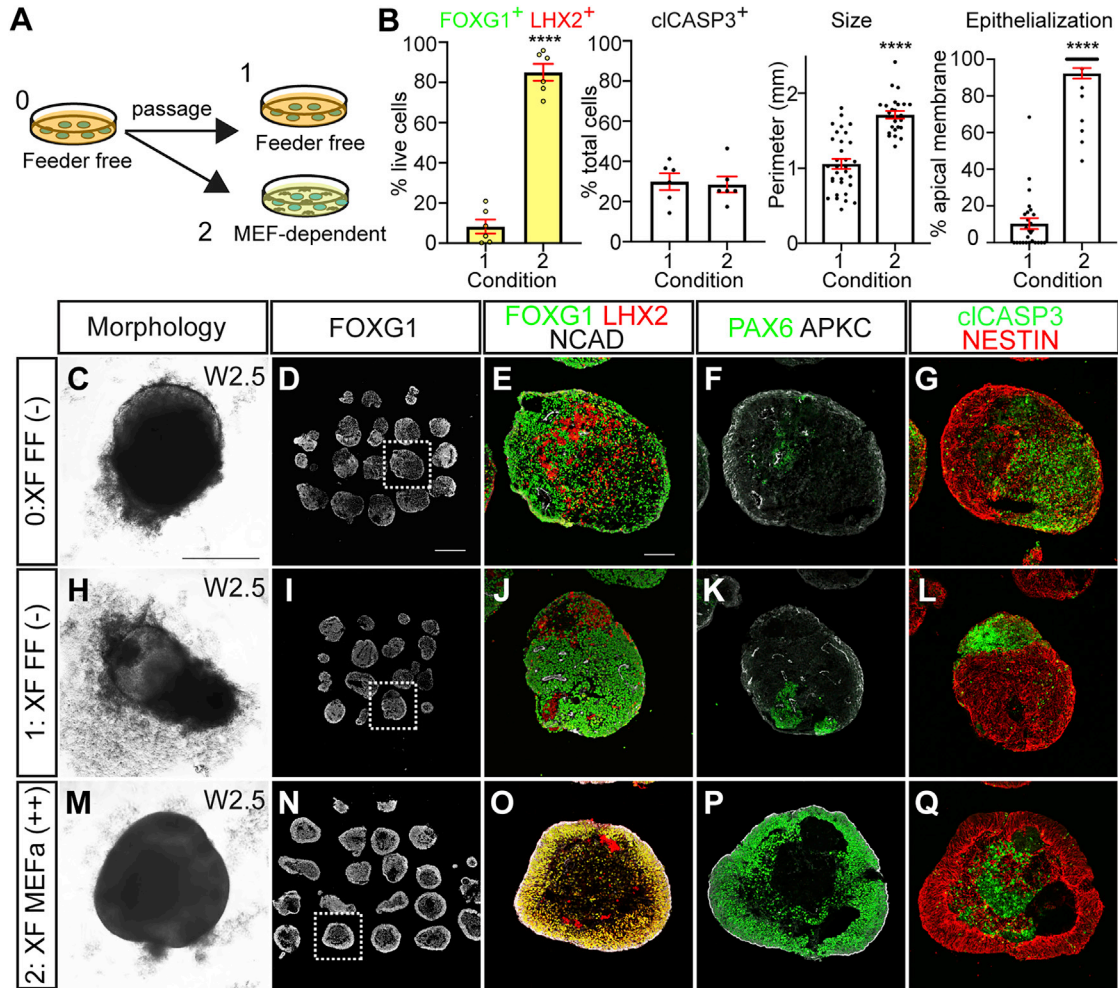 A
0
Feeder free
passage
1
Feeder free
2
MEF-dependent
B
FOXG1+ LHX2+
% live cells
100
80
60
40
20
0
****
1 2
Condition
clCASP3+
% total cells
100
80
60
40
20
0
1 2
Condition
Size
Perimeter (mm)
2
1
0
****
1 2
Condition
Epithelialization
% apical membrane
100
80
60
40
20
0
****
1 2
Condition
Morphology
FOXG1
FOXG1 LHX2
NCAD
PAX6 APKC
clCASP3
NESTIN
0:XF FF (-)
C W2.5
D
E
F
G
1: XF FF (-)
H W2.5
I
J
K
L
2: XF MEFa (++)
M W2.5
N
O
P
Q